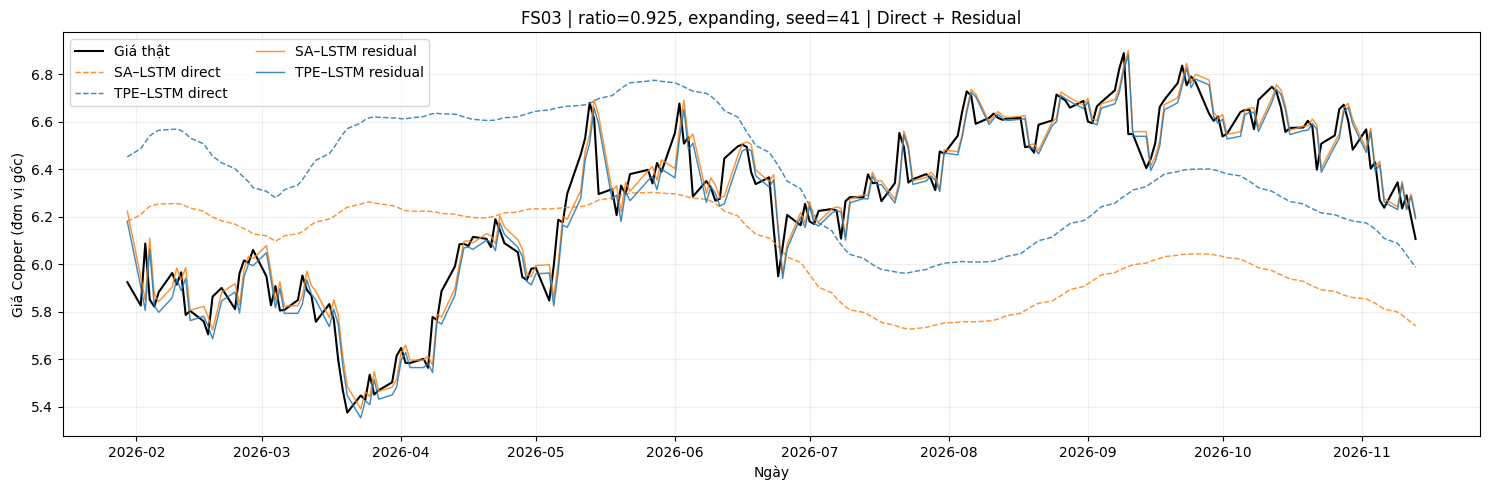 FS03 | ratio=0.925, expanding, seed=41 | Direct + Residual
Giá thật
SA–LSTM direct
TPE–LSTM direct
SA–LSTM residual
TPE–LSTM residual
Giá Copper (đơn vị gốc)
6.8
6.6
6.4
6.2
6.0
5.8
5.6
5.4
2026-02
2026-03
2026-04
2026-05
2026-06
2026-07
2026-08
2026-09
2026-10
2026-11
Ngày